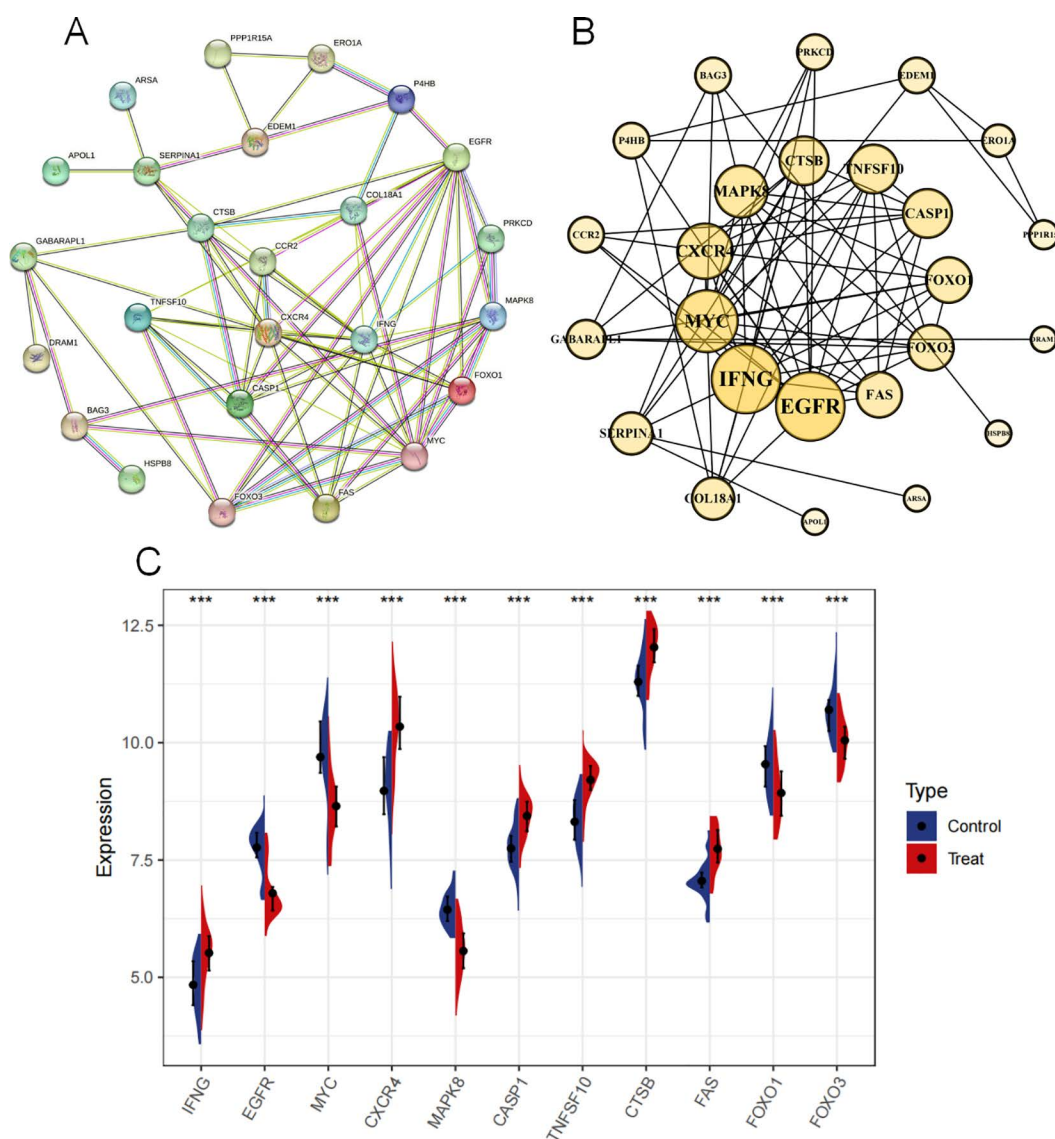 A
PPP1R15A
ERO1A
ARSA
P4HB
EDEM1
EGFR
APOL1
SERPINA1
COL18A1
PRKCD
CTSB
GABARAPL1
CCR2
MAPK8
TNFSF10
CXCR4
IFNG
DRAM1
FOXO1
CASP1
BAG3
MYC
HSPB8
FOXO3
FAS
B
PRKCD
BAG3
EDEM1
P4HB
ERO1A
CTSB
TNFSF10
MAPK8
CASP1
CCR2
PPP1R15
CXCR4
FOXO1
MYC
GABARAPL1
DRAM1
FOXO3
IFNG
EGFR
FAS
SERPINA1
HSPB8
COL18A1
ARSA
APOL1
C
*** *** *** *** *** *** *** *** *** *** ***
12.5
10.0
7.5
5.0
Expression
IFNG
EGFR
MYC
CXCR4
MAPK8
CASP1
TNFSF10
CTSB
FAS
FOXO1
FOXO3
Type
Control
Treat